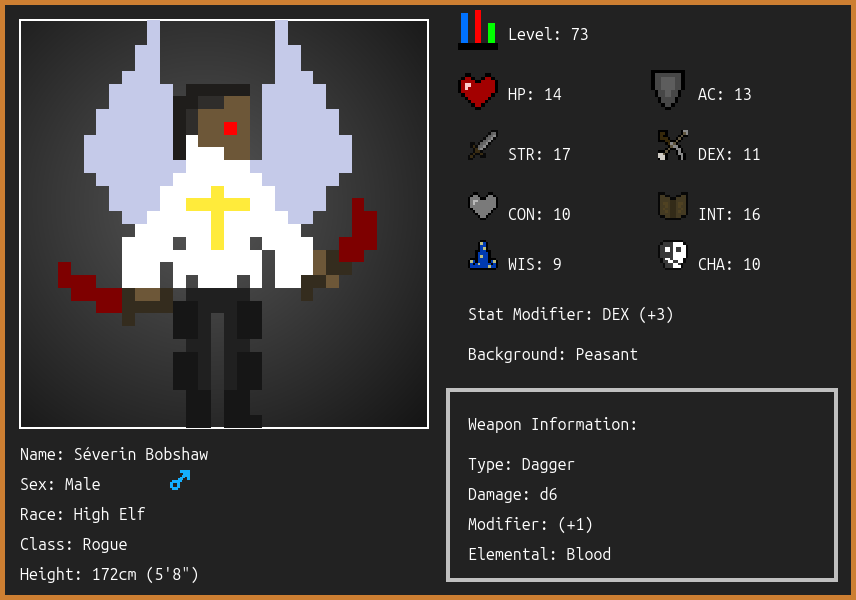 Level: 73
HP: 14
AC: 13
STR: 17
DEX: 11
CON: 10
INT: 16
WIS: 9
CHA: 10
Stat Modifier: DEX (+3)
Background: Peasant
Weapon Information:
Type: Dagger
Damage: d6
Modifier: (+1)
Elemental: Blood
Name: Séverin Bobshaw
Sex: Male
Race: High Elf
Class: Rogue
Height: 172cm (5'8")